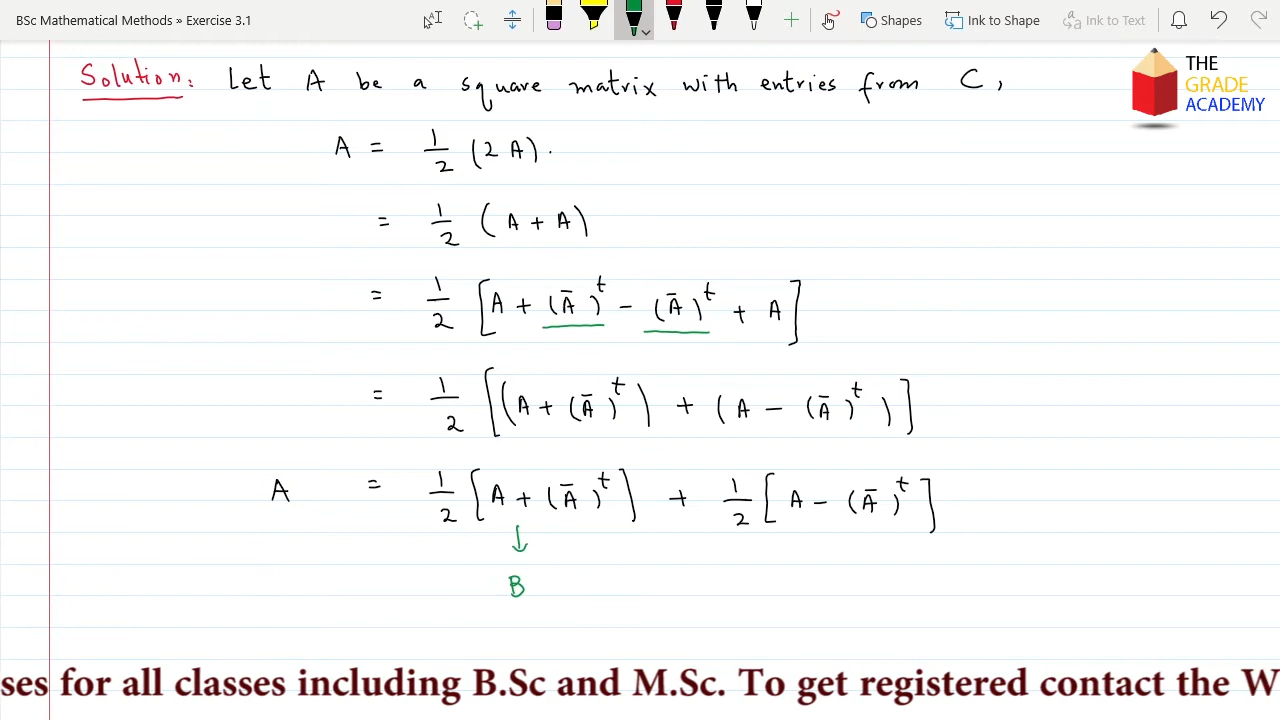 BSc Mathematical Methods » Exercise 3.1
Shapes
Ink to Shape
Ink to Text
THE
GRADE
ACADEMY
Solution: Let A be a square matrix with entries from C,
A = 1/2 (2A).
= 1/2 (A + A)
= 1/2 [A + (Ā)ᵗ − (Ā)ᵗ + A]
= 1/2 [(A + (Ā)ᵗ) + (A − (Ā)ᵗ)]
A = 1/2 [A + (Ā)ᵗ] + 1/2 [A − (Ā)ᵗ]
↓
B
ses for all classes including B.Sc and M.Sc. To get registered contact the W